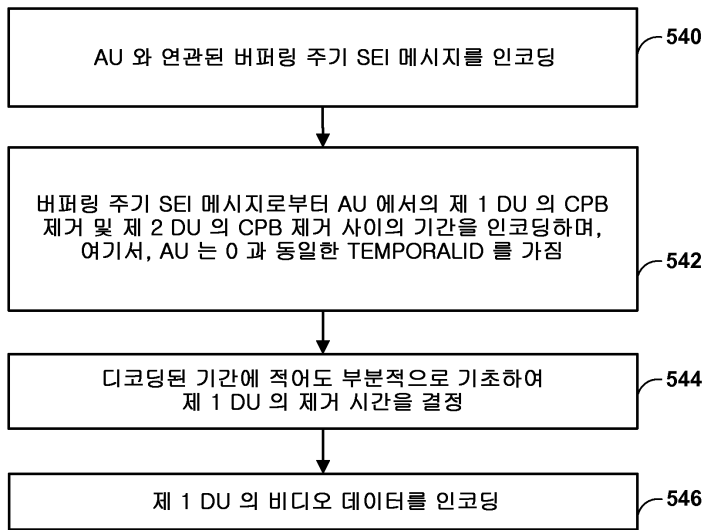 AU 와 연관된 버퍼링 주기 SEI 메시지를 인코딩
540
버퍼링 주기 SEI 메시지로부터 AU 에서의 제 1 DU 의 CPB
제거 및 제 2 DU 의 CPB 제거 사이의 기간을 인코딩하며,
여기서, AU 는 0 과 동일한 TEMPORALID 를 가짐
542
디코딩된 기간에 적어도 부분적으로 기초하여
제 1 DU 의 제거 시간을 결정
544
제 1 DU 의 비디오 데이터를 인코딩
546